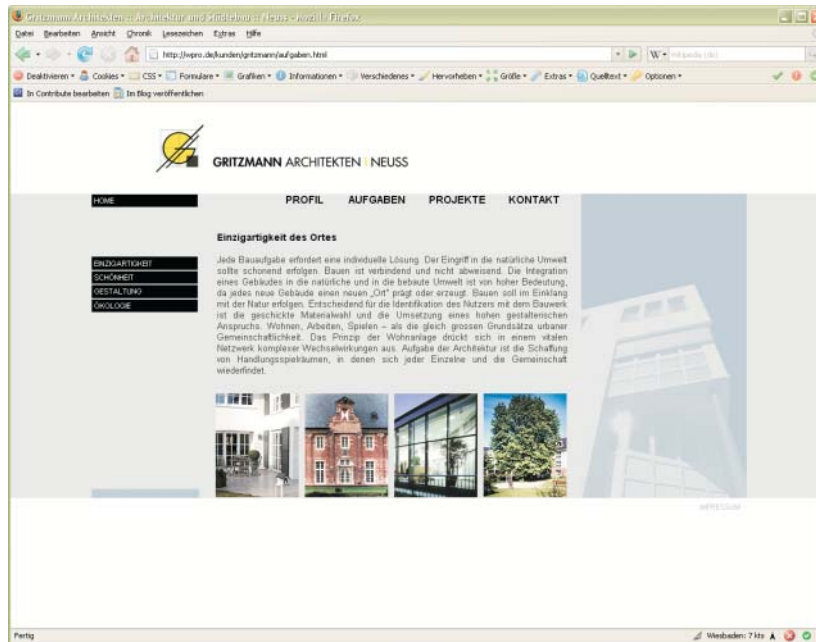 Gritzmann Architekten :: Architektur und Städtebau :: Neuss - Mozilla Firefox
Datei Bearbeiten Ansicht Chronik Lesezeichen Extras Hilfe
http://wpro.de/kunden/gritzmann/aufgaben.html
W Wikipedia (de)
Deaktivieren Cookies CSS Formulare Grafiken Informationen Verschiedenes Hervorheben Größe Extras Quelltext Optionen
In Contribute bearbeiten Im Blog veröffentlichen
GRITZMANN ARCHITEKTEN | NEUSS
HOME
PROFIL AUFGABEN PROJEKTE KONTAKT
EINZIGARTIGKEIT
SCHÖNHEIT
GESTALTUNG
ÖKOLOGIE
Einzigartigkeit des Ortes
Jede Bauaufgabe erfordert eine individuelle Lösung. Der Eingriff in die natürliche Umwelt
sollte schonend erfolgen. Bauen ist verbindend und nicht abweisend. Die Integration
eines Gebäudes in die natürliche und in die bebaute Umwelt ist von hoher Bedeutung,
da jedes neue Gebäude einen neuen „Ort" prägt oder erzeugt. Bauen soll im Einklang
mit der Natur erfolgen. Entscheidend für die Identifikation des Nutzers mit dem Bauwerk
ist die geschickte Materialwahl und die Umsetzung eines hohen gestalterischen
Anspruchs. Wohnen, Arbeiten, Spielen – als die gleich grossen Grundsätze urbaner
Gemeinschaftlichkeit. Das Prinzip der Wohnanlage drückt sich in einem vitalen
Netzwerk komplexer Wechselwirkungen aus. Aufgabe der Architektur ist die Schaffung
von Handlungsspielräumen, in denen sich jeder Einzelne und die Gemeinschaft
wiederfindet.
IMPRESSUM
Fertig
Wiesbaden: 7 kts